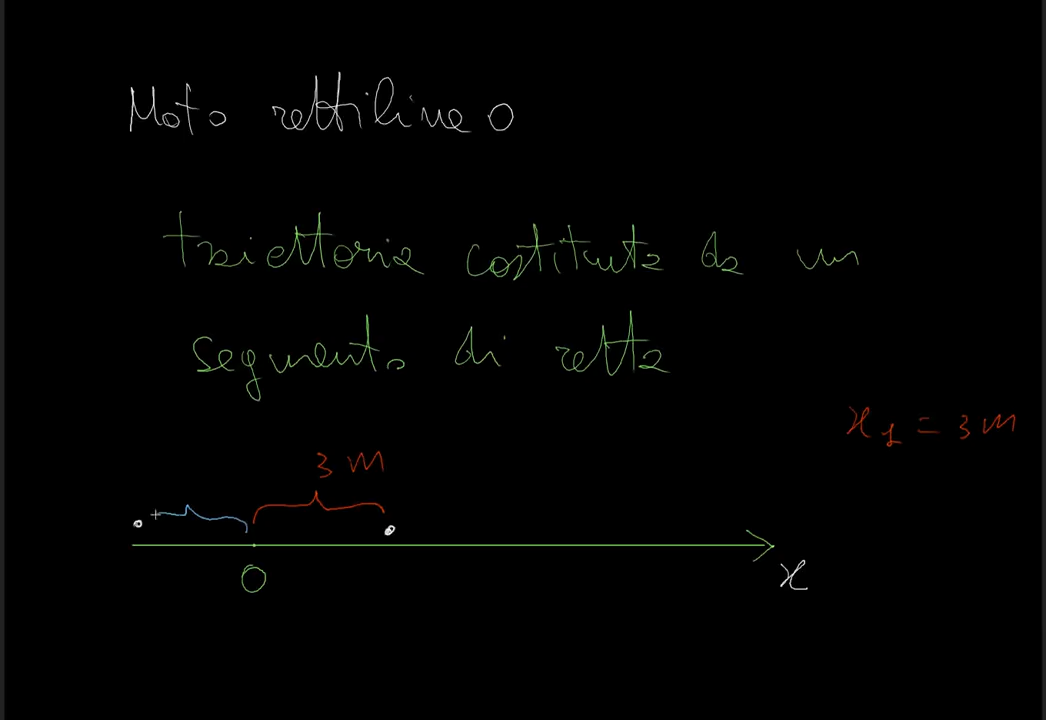 Moto rettilineo
traiettoria costituita da un
segmento di retta
x₁ = 3 m
3 m
0
x